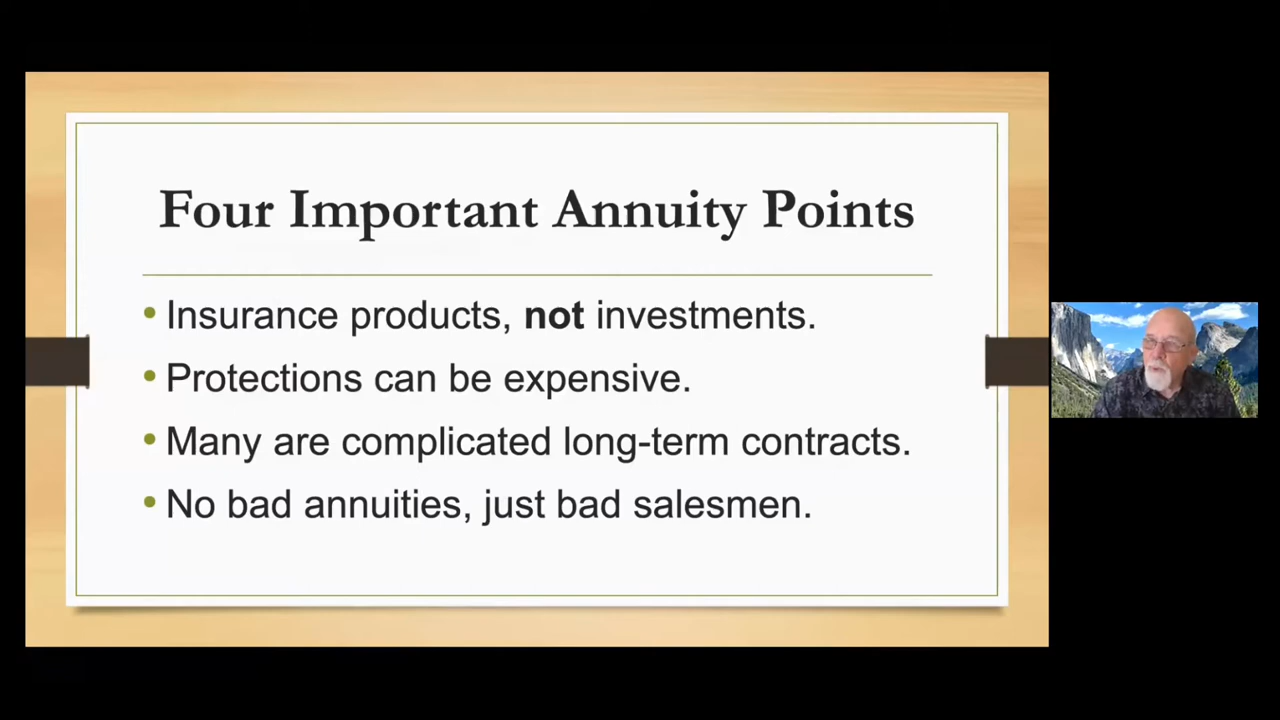 Four Important Annuity Points
• Insurance products, not investments.
• Protections can be expensive.
• Many are complicated long-term contracts.
• No bad annuities, just bad salesmen.